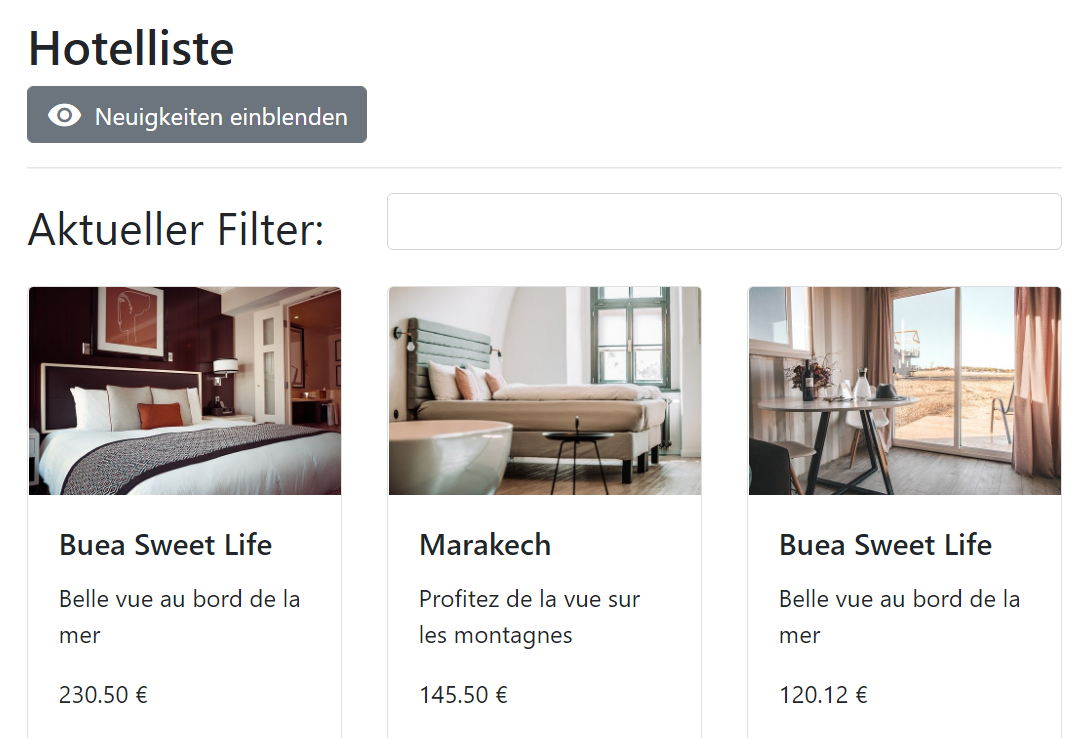 Hotelliste
Neuigkeiten einblenden
Aktueller Filter:
Buea Sweet Life
Belle vue au bord de la
mer
230.50 €
Marakech
Profitez de la vue sur
les montagnes
145.50 €
Buea Sweet Life
Belle vue au bord de la
mer
120.12 €